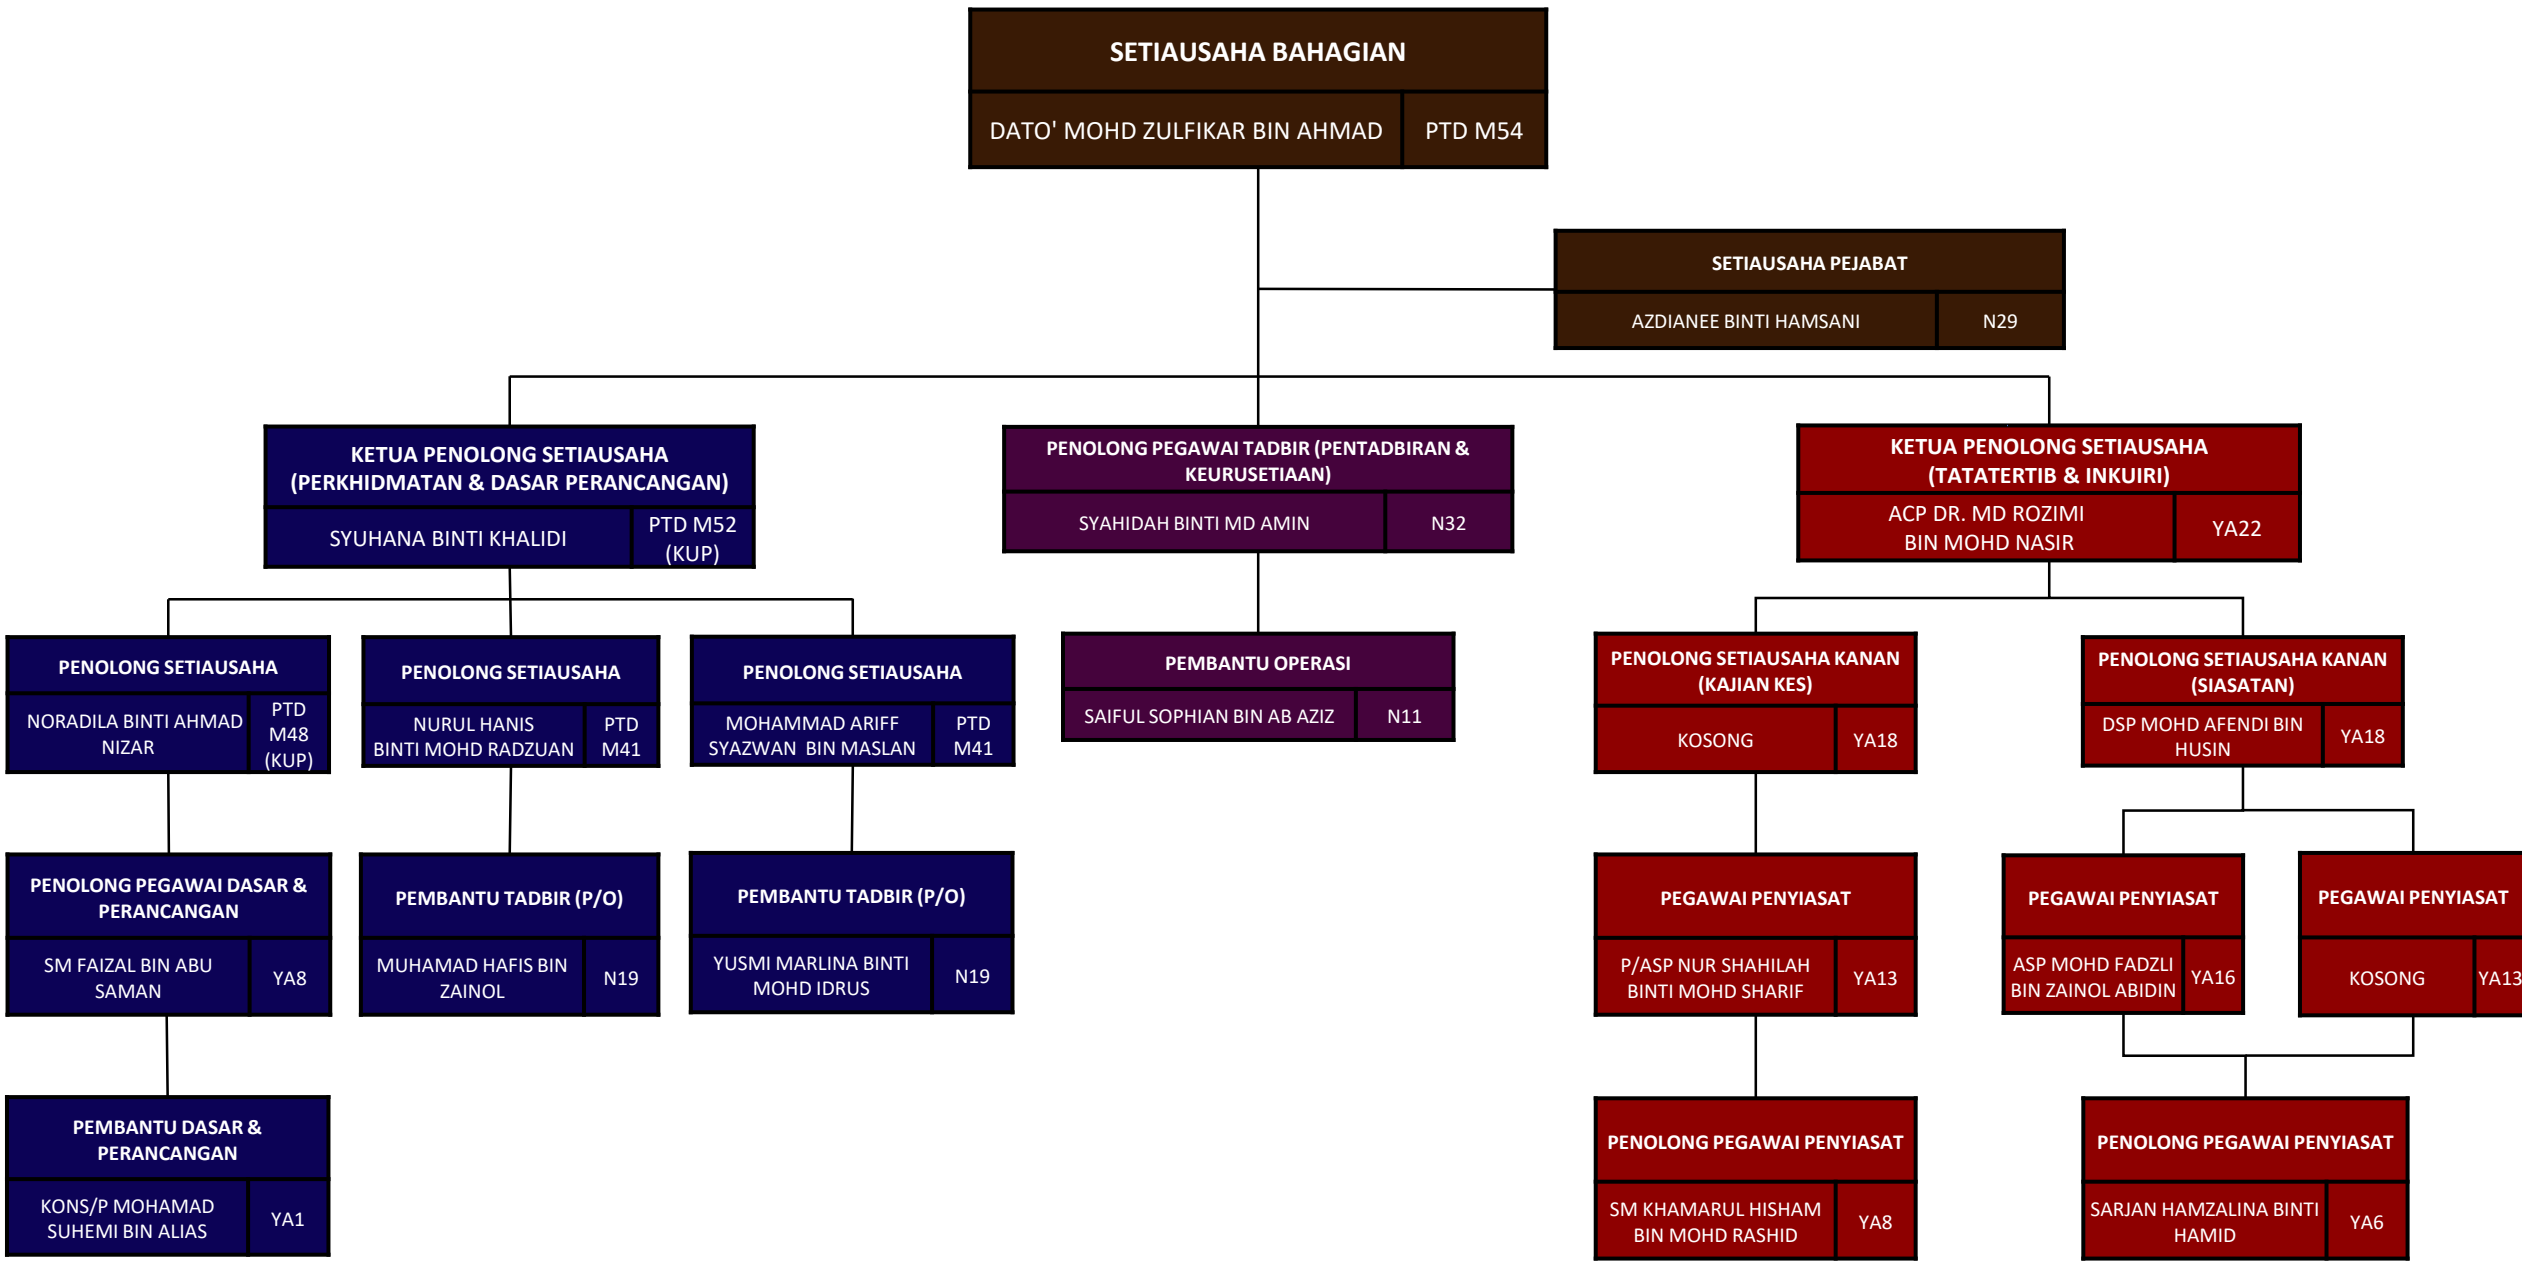 SETIAUSAHA BAHAGIAN
DATO' MOHD ZULFIKAR BIN AHMAD
PTD M54
SETIAUSAHA PEJABAT
AZDIANEE BINTI HAMSANI
N29
KETUA PENOLONG SETIAUSAHA
(PERKHIDMATAN & DASAR PERANCANGAN)
SYUHANA BINTI KHALIDI
PTD M52
(KUP)
PENOLONG PEGAWAI TADBIR (PENTADBIRAN &
KEURUSETIAAN)
SYAHIDAH BINTI MD AMIN
N32
KETUA PENOLONG SETIAUSAHA
(TATATERTIB & INKUIRI)
ACP DR. MD ROZIMI
BIN MOHD NASIR
YA22
PENOLONG SETIAUSAHA
NORADILA BINTI AHMAD
NIZAR
PTD
M48
(KUP)
PENOLONG SETIAUSAHA
NURUL HANIS
BINTI MOHD RADZUAN
PTD
M41
PENOLONG SETIAUSAHA
MOHAMMAD ARIFF
SYAZWAN  BIN MASLAN
PTD
M41
PEMBANTU OPERASI
SAIFUL SOPHIAN BIN AB AZIZ
N11
PENOLONG SETIAUSAHA KANAN
(KAJIAN KES)
KOSONG
YA18
PENOLONG SETIAUSAHA KANAN
(SIASATAN)
DSP MOHD AFENDI BIN
HUSIN
YA18
PENOLONG PEGAWAI DASAR &
PERANCANGAN
SM FAIZAL BIN ABU
SAMAN
YA8
PEMBANTU TADBIR (P/O)
MUHAMAD HAFIS BIN
ZAINOL
N19
PEMBANTU TADBIR (P/O)
YUSMI MARLINA BINTI
MOHD IDRUS
N19
PEGAWAI PENYIASAT
P/ASP NUR SHAHILAH
BINTI MOHD SHARIF
YA13
PEGAWAI PENYIASAT
ASP MOHD FADZLI
BIN ZAINOL ABIDIN
YA16
PEGAWAI PENYIASAT
KOSONG
YA13
PEMBANTU DASAR &
PERANCANGAN
KONS/P MOHAMAD
SUHEMI BIN ALIAS
YA1
PENOLONG PEGAWAI PENYIASAT
SM KHAMARUL HISHAM
BIN MOHD RASHID
YA8
PENOLONG PEGAWAI PENYIASAT
SARJAN HAMZALINA BINTI
HAMID
YA6